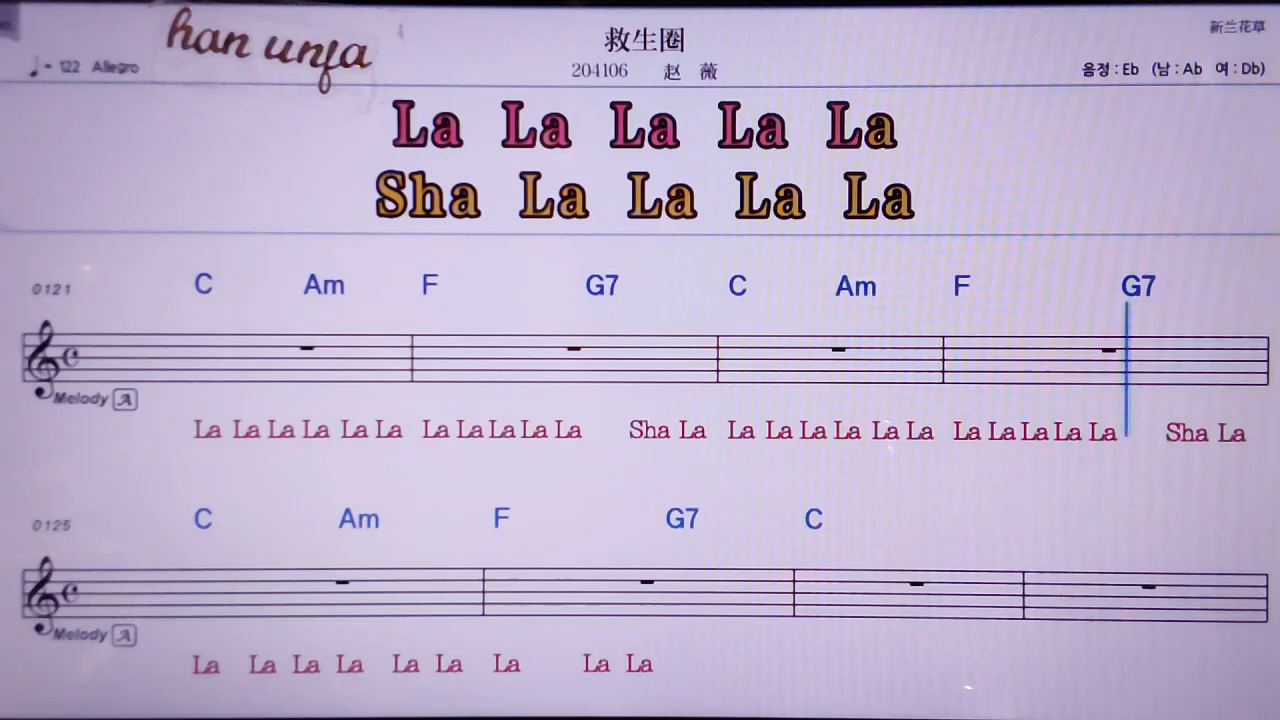 han unfa
救生圈
新兰花草
♩= 122 Allegro
204106 赵 薇
음정 : Eb (남 : Ab 여 : Db)
La La La La La
Sha La La La La
0121 C Am F G7 C Am F G7
Melody A
La La La La La La La La La La La Sha La La La La La La La La La La La La Sha La
0125 C Am F G7 C
Melody A
La La La La La La La La La